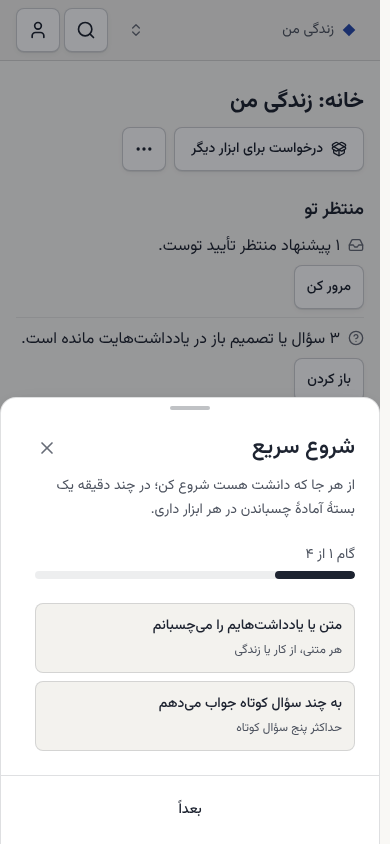 زندگی من
خانه: زندگی من
درخواست برای ابزار دیگر
منتظر تو
۱ پیشنهاد منتظر تأیید توست.
مرور کن
۳ سؤال یا تصمیم باز در یادداشت‌هایت مانده است.
باز کردن
شروع سریع
از هر جا که دانشت هست شروع کن؛ در چند دقیقه یک
بستهٔ آمادهٔ چسباندن در هر ابزار داری.
گام ۱ از ۴
متن یا یادداشت‌هایم را می‌چسبانم
هر متنی، از کار یا زندگی
به چند سؤال کوتاه جواب می‌دهم
حداکثر پنج سؤال کوتاه
بعداً